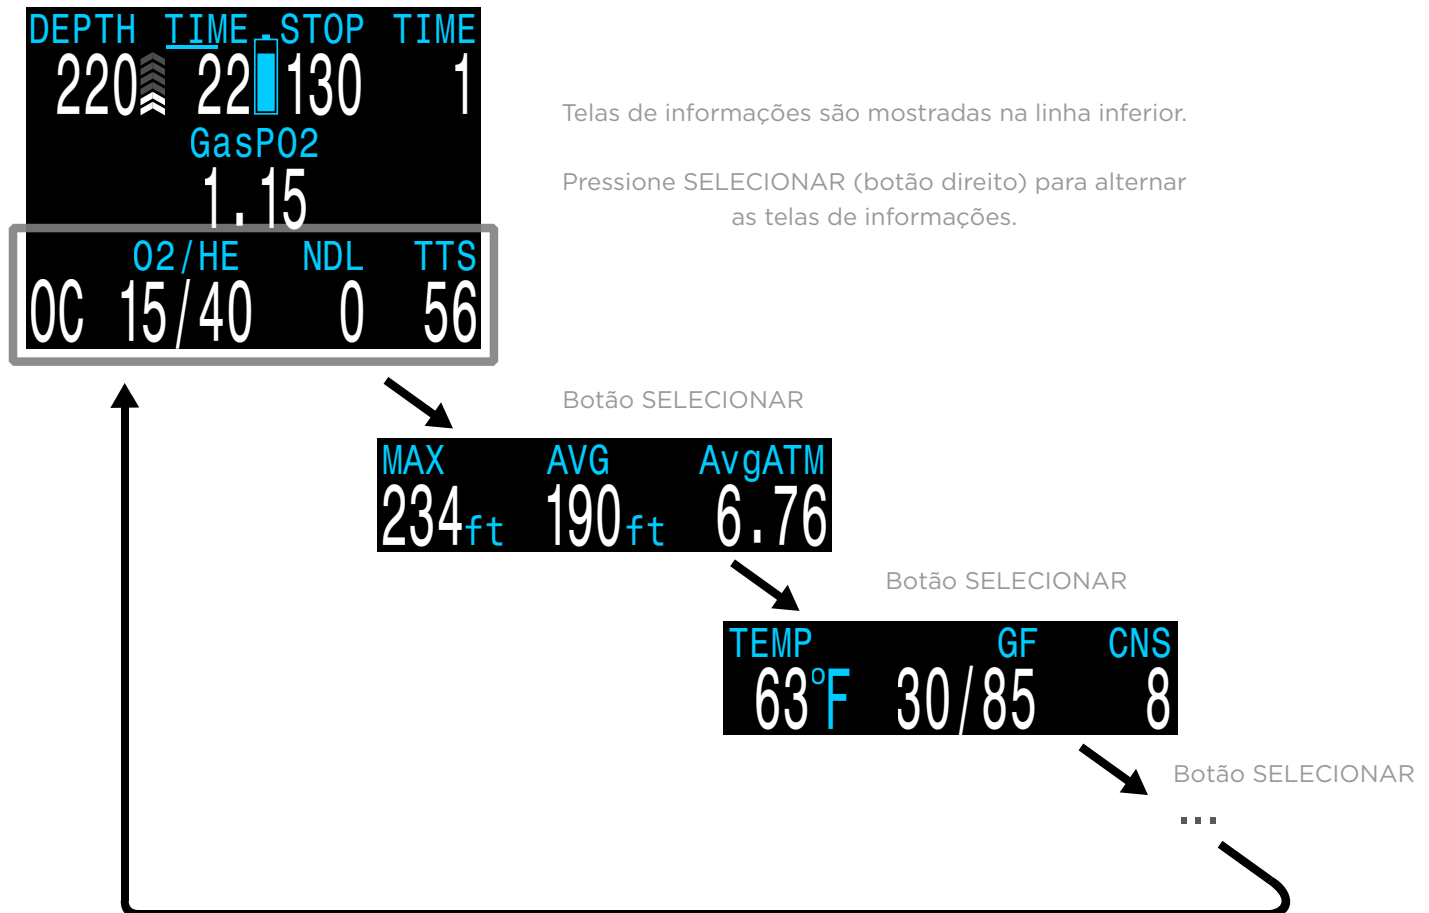 DEPTH TIME STOP TIME
220 22 130 1
Telas de informações são mostradas na linha inferior.
GasPO2
1.15
Pressione SELECIONAR (botão direito) para alternar
as telas de informações.
O2/HE NDL TTS
OC 15/40 0 56
Botão SELECIONAR
MAX AVG AvgATM
234ft 190ft 6.76
Botão SELECIONAR
TEMP GF CNS
63°F 30/85 8
Botão SELECIONAR
...